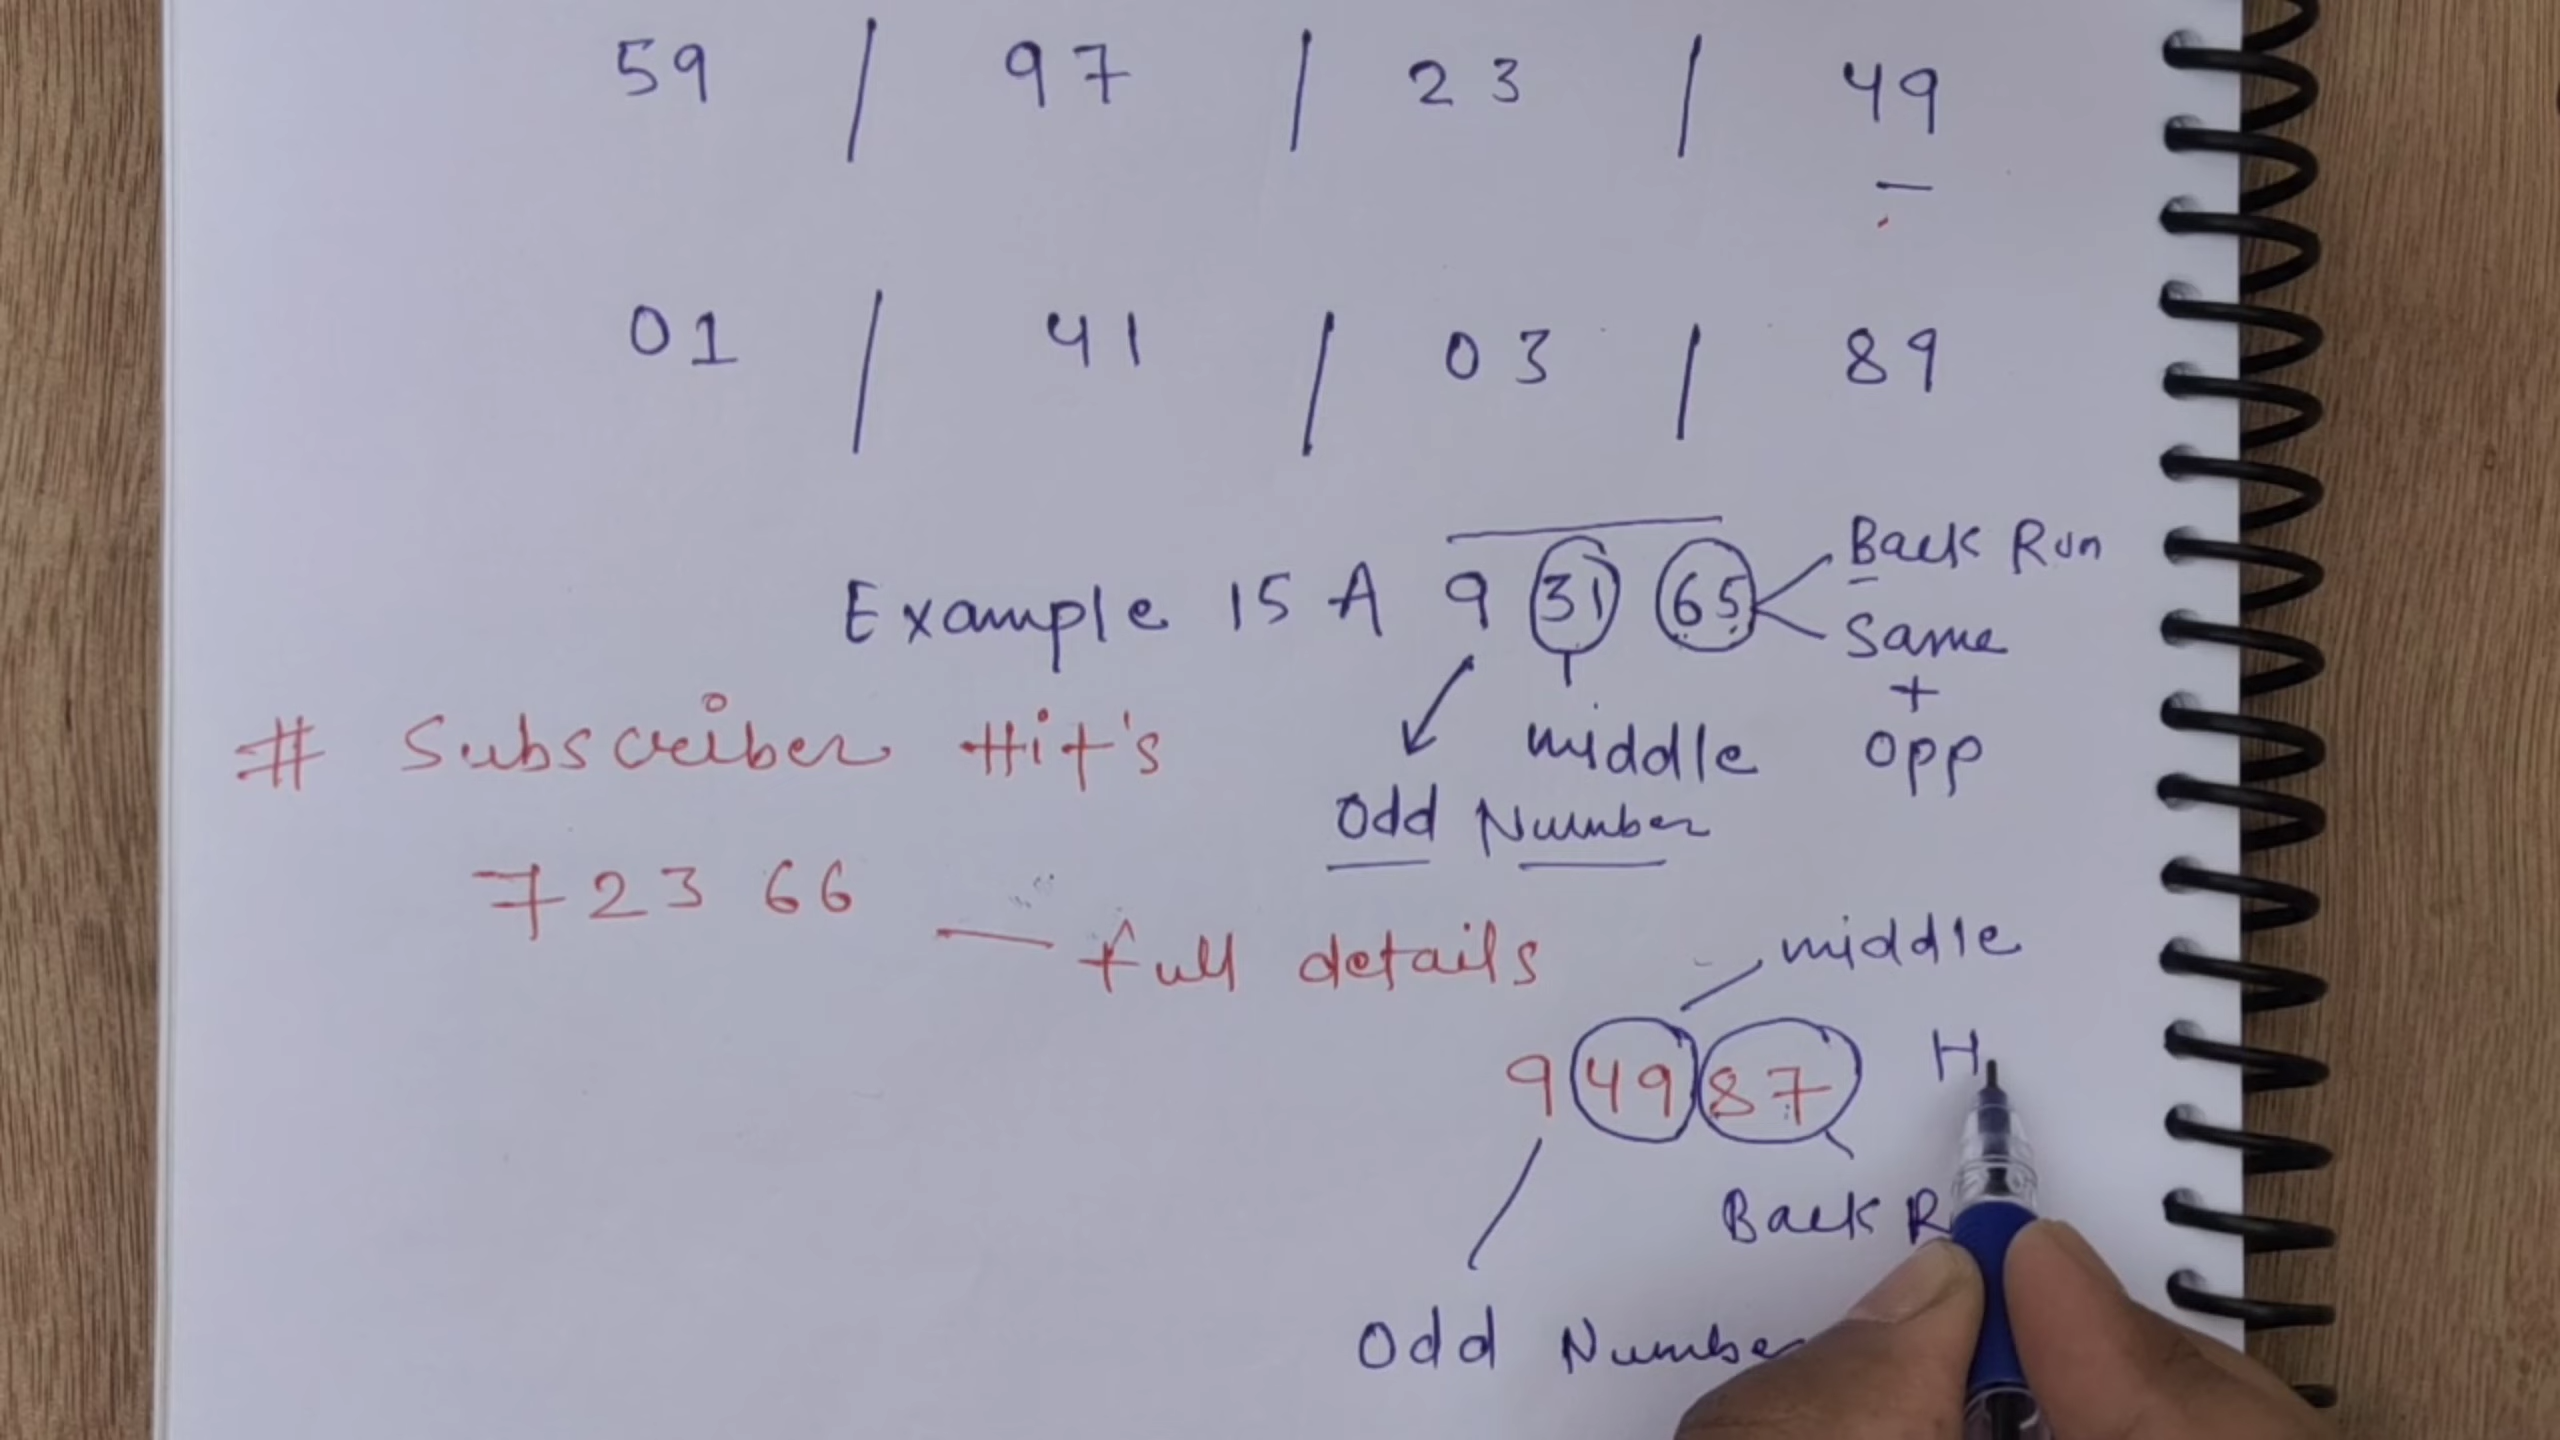 59 / 97 / 23 / 49
01 / 41 / 03 / 89
Back Run
Example 15 A 9 31 65
Same
+
# Subscriber Hit's middle opp
Odd Number
72366 — full details
middle
9 49 87 H
Back R
Odd Number